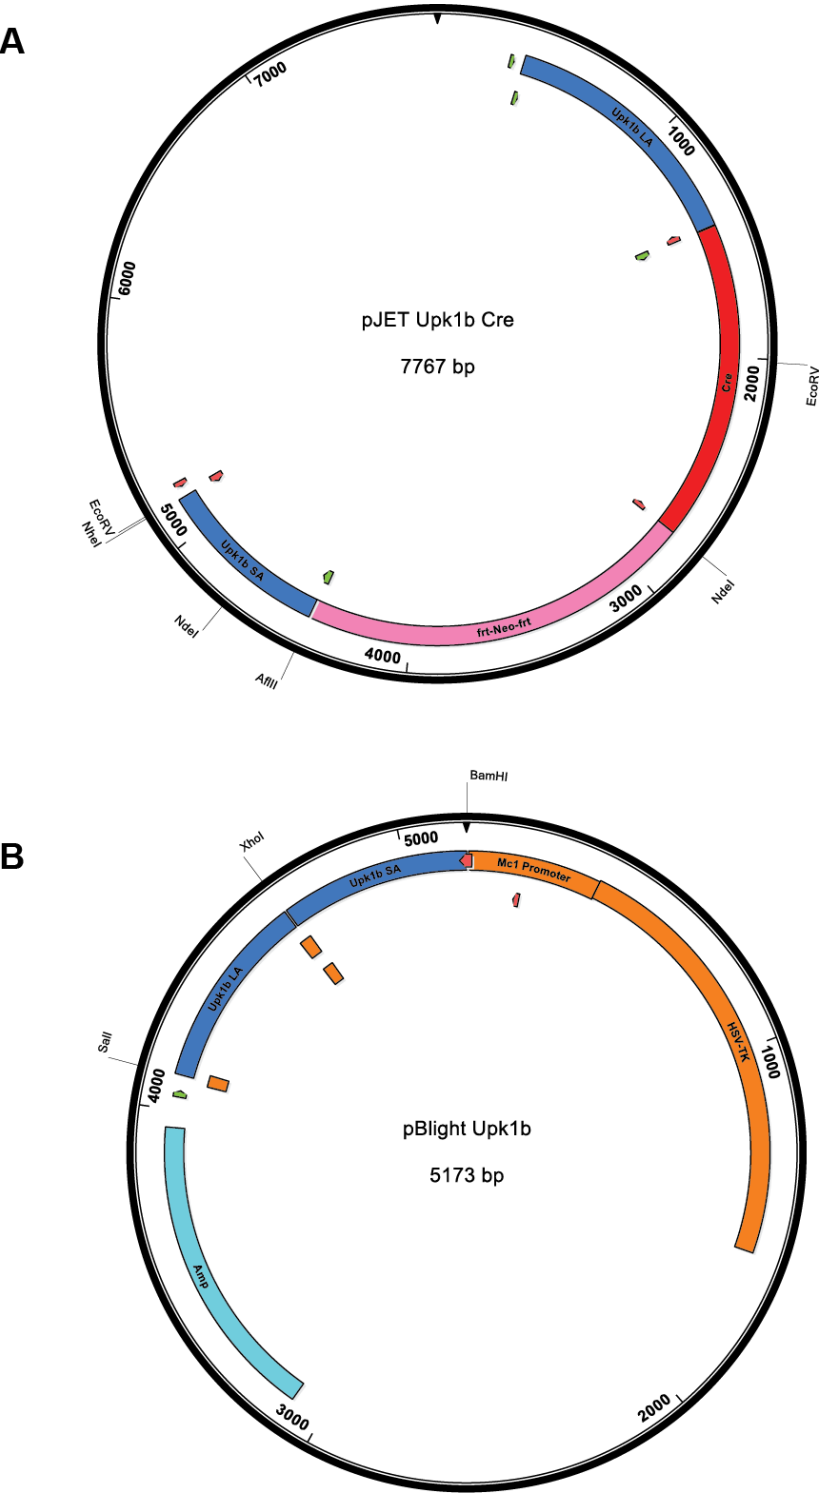 A
7000
1000
Upk1b LA
6000
pJET Upk1b Cre
7767 bp
2000
EcoRV
Cre
EcoRV
NheI
5000
Upk1b SA
NdeI
NdeI
3000
frt-Neo-frt
4000
AflII
B
BamHI
XhoI
5000
Mc1 Promoter
Upk1b SA
Upk1b LA
HSV-TK
1000
SalI
4000
pBlight Upk1b
5173 bp
Amp
2000
3000